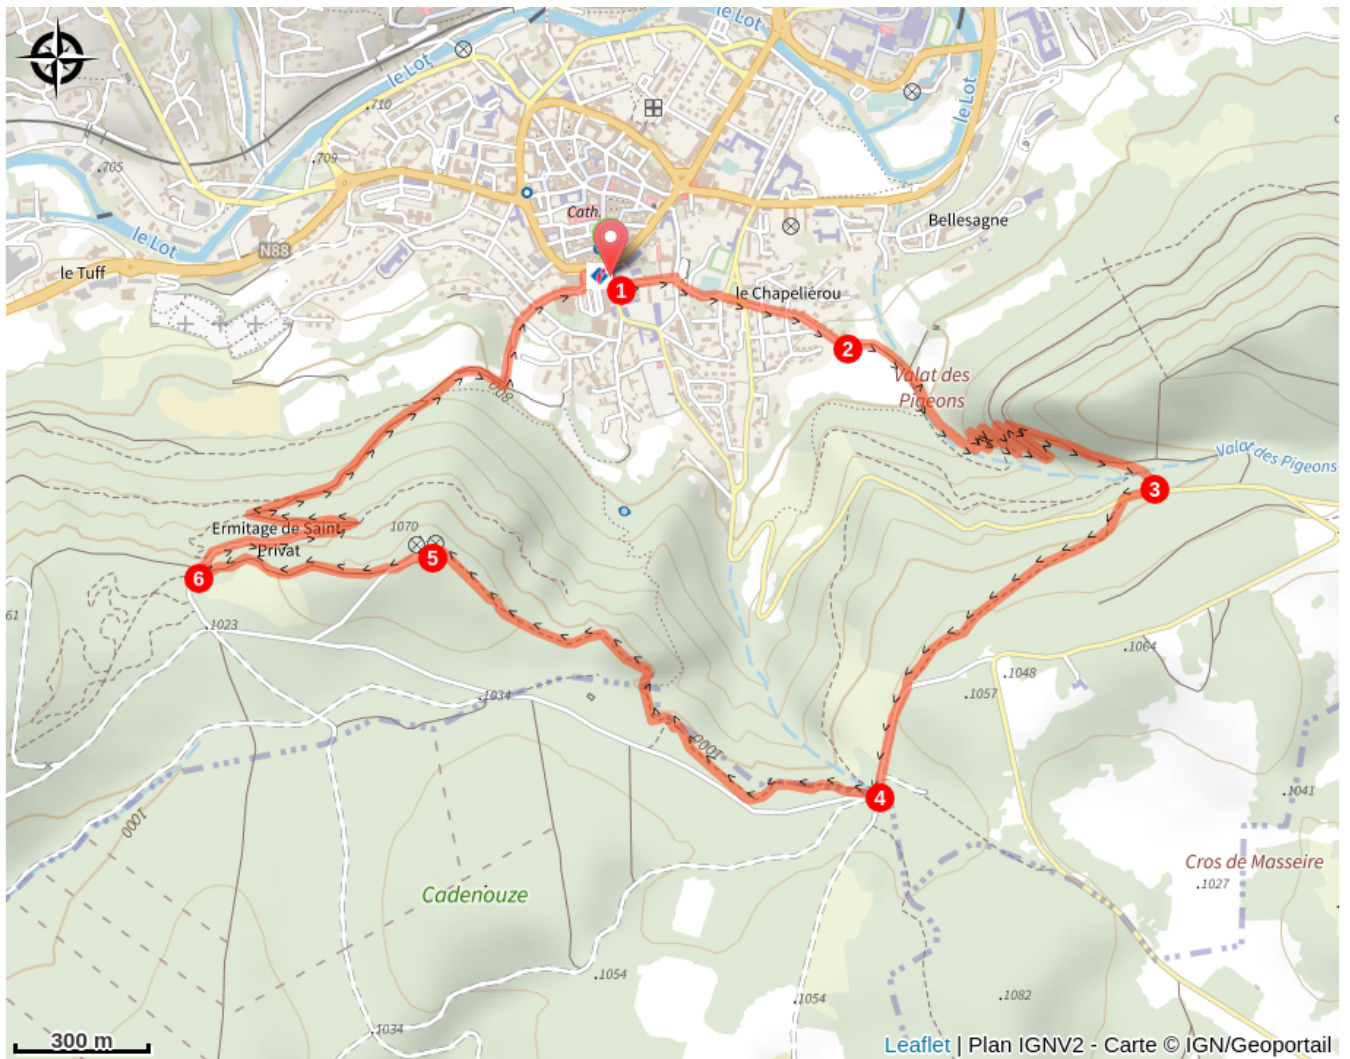 le Lot
le Lot
.710
le Lot
.709
.705
Cath.
Bellesagne
le Lot
N88
le Tuff
1
le Chapeliérou
2
Valat des
Pigeons
800
Valat des Pigeons
3
Ermitage de Saint-
Privat
1070
5
6
61
.1023
.1064
.1048
.1057
.1034
1000
4
.1041
1000
Cros de Masseire
.1027
Cadenouze
.1054
.1054
.1082
.1034
300 m
Leaflet | Plan IGNV2 - Carte © IGN/Geoportail